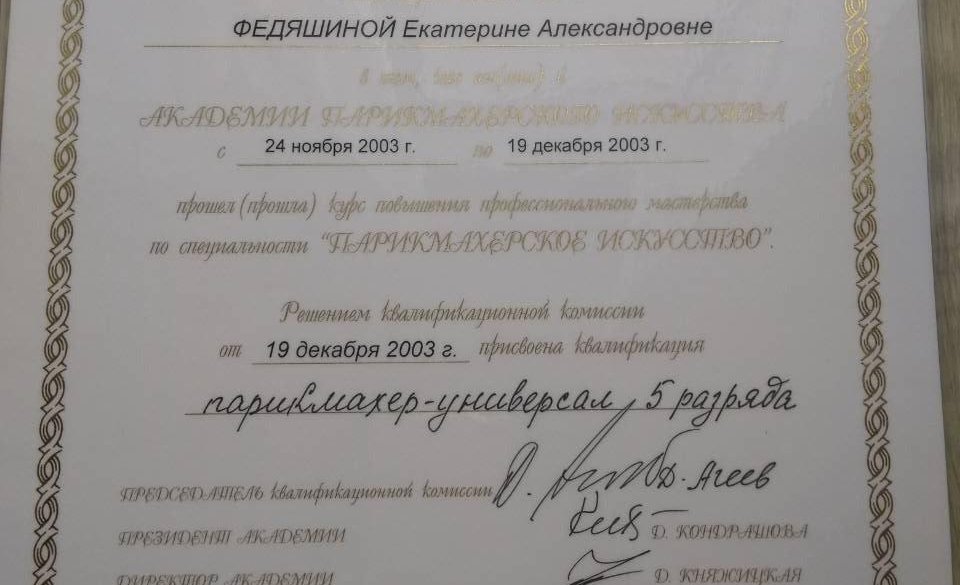 ФЕДЯШИНОЙ Екатерине Александровне
в том, что он(она) в
АКАДЕМИИ ПАРИКМАХЕРСКОГО ИСКУССТВА
с 24 ноября 2003 г. по 19 декабря 2003 г.
прошел (прошла) курс повышения профессионального мастерства
по специальности "ПАРИКМАХЕРСКОЕ ИСКУССТВО".
Решением квалификационной комиссии
от 19 декабря 2003 г. присвоена квалификация
парикмахер-универсал 5 разряда
ПРЕДСЕДАТЕЛЬ квалификационной комиссии Д. Агеев
ПРЕЗИДЕНТ АКАДЕМИИ Д. КОНДРАШОВА
ДИРЕКТОР АКАДЕМИИ Д. КНЯЖИЦКАЯ